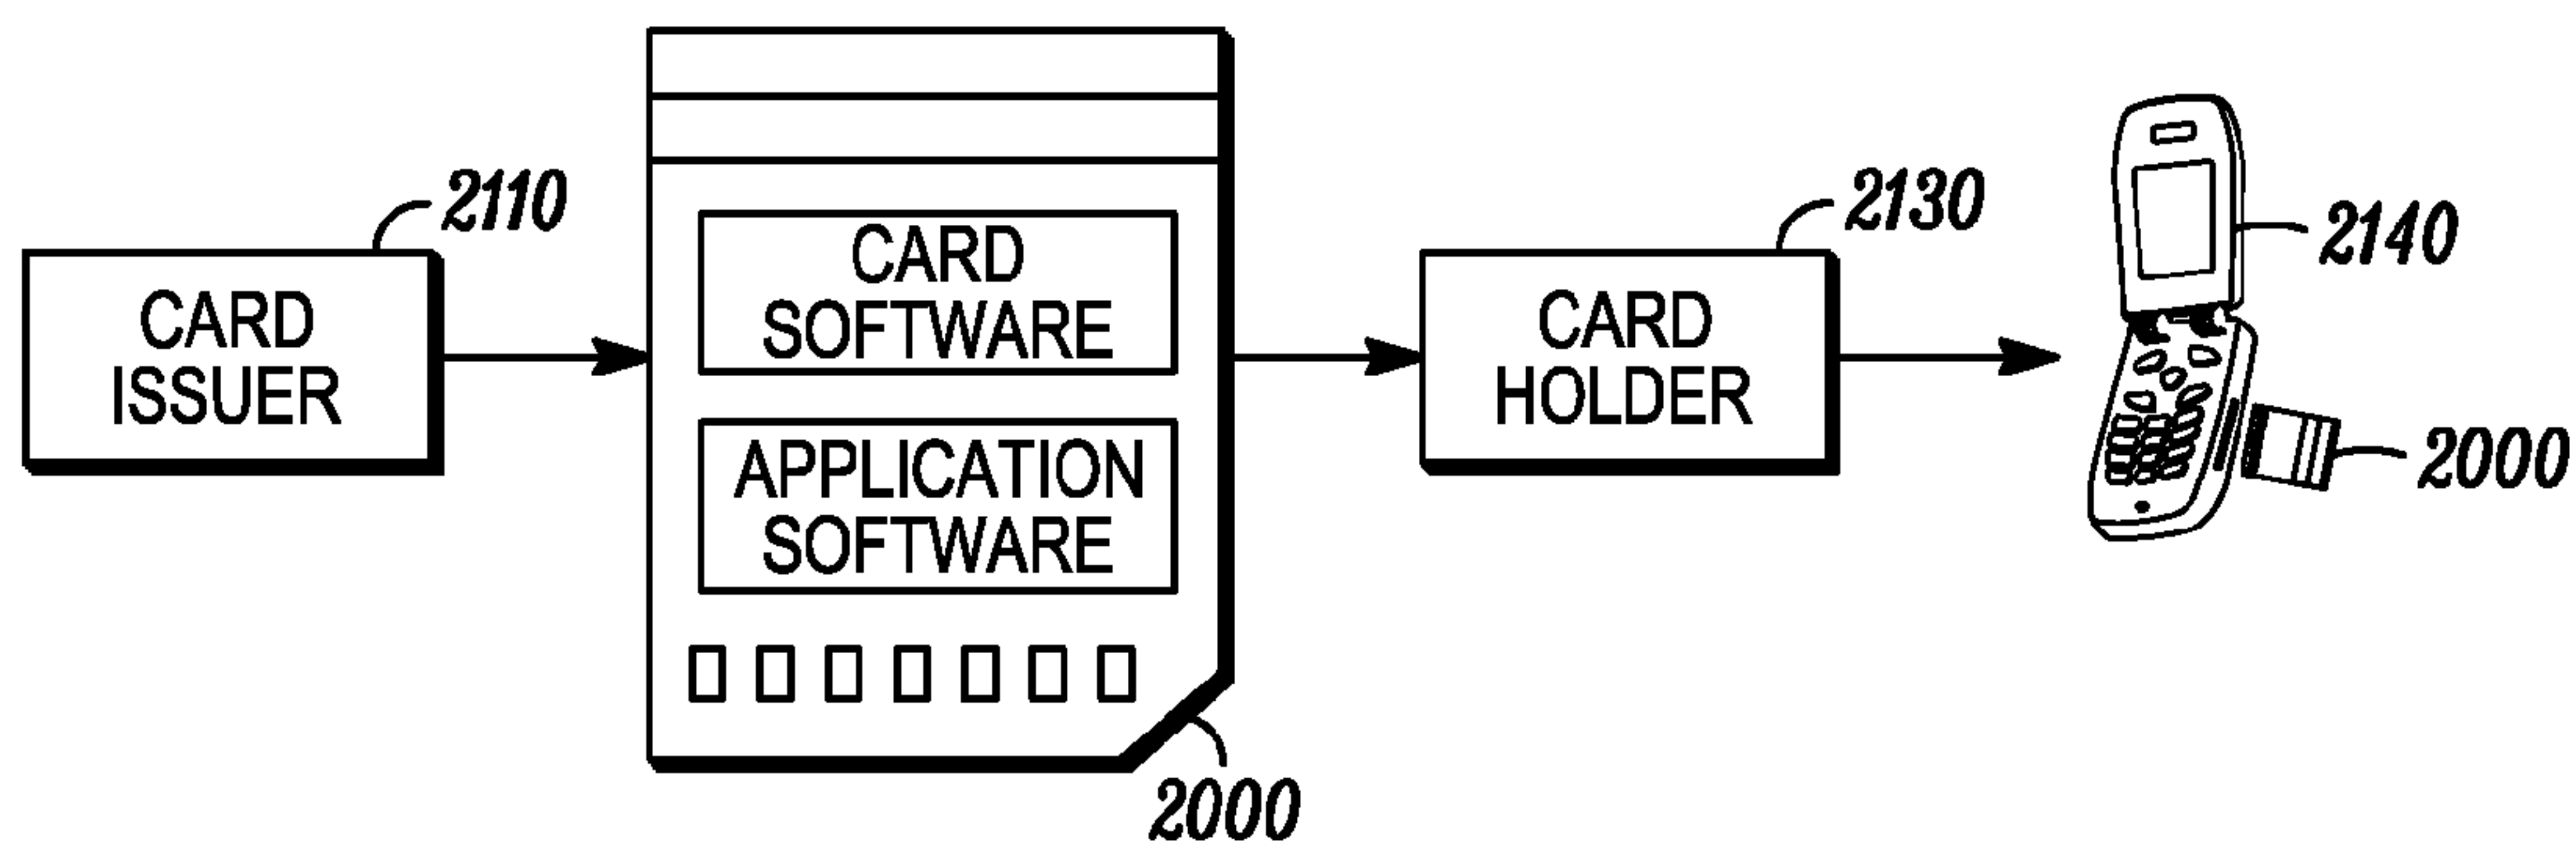 2110
CARD
ISSUER
CARD
SOFTWARE
APPLICATION
SOFTWARE
2000
2130
CARD
HOLDER
2140
2000